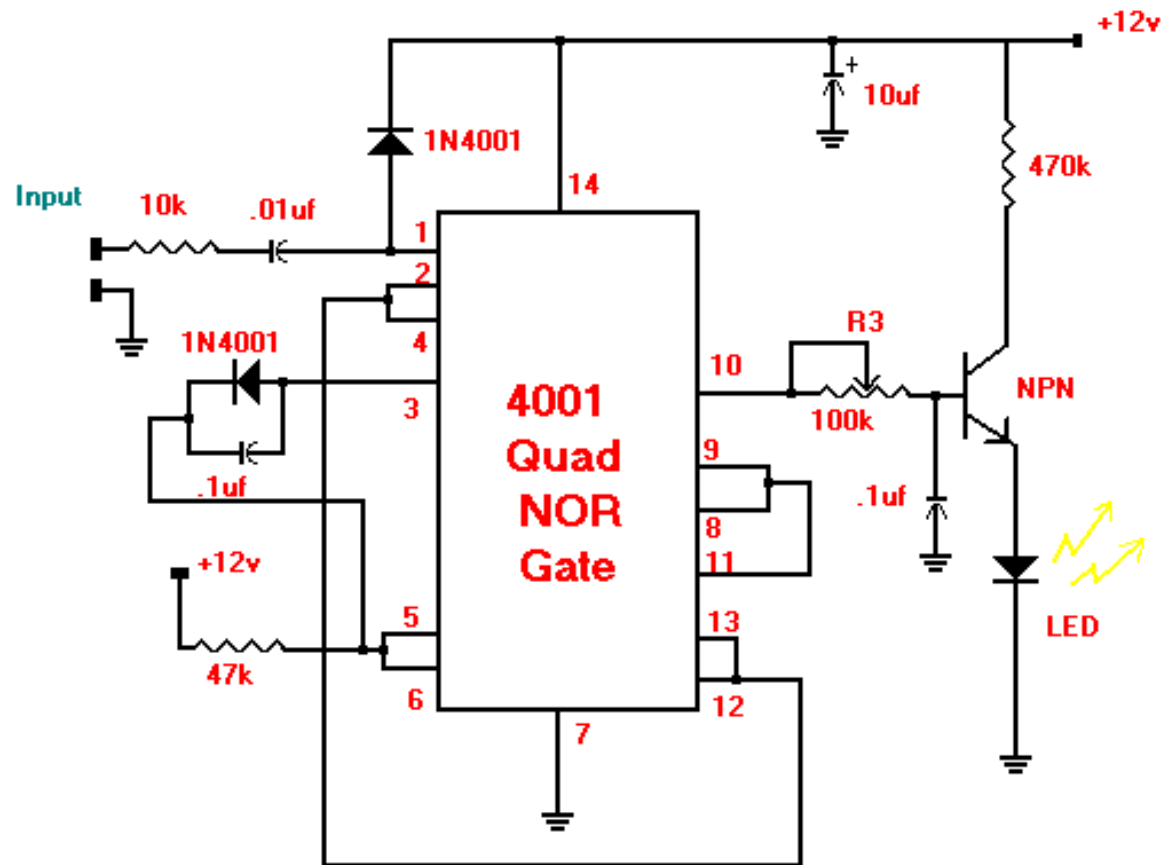 +12v
10uf
1N4001
470k
14
Input
10k
.01uf
1
2
4
1N4001
3
R3
10
100k
NPN
4001
Quad
NOR
Gate
9
8
11
.1uf
.1uf
+12v
5
13
LED
47k
6
12
7